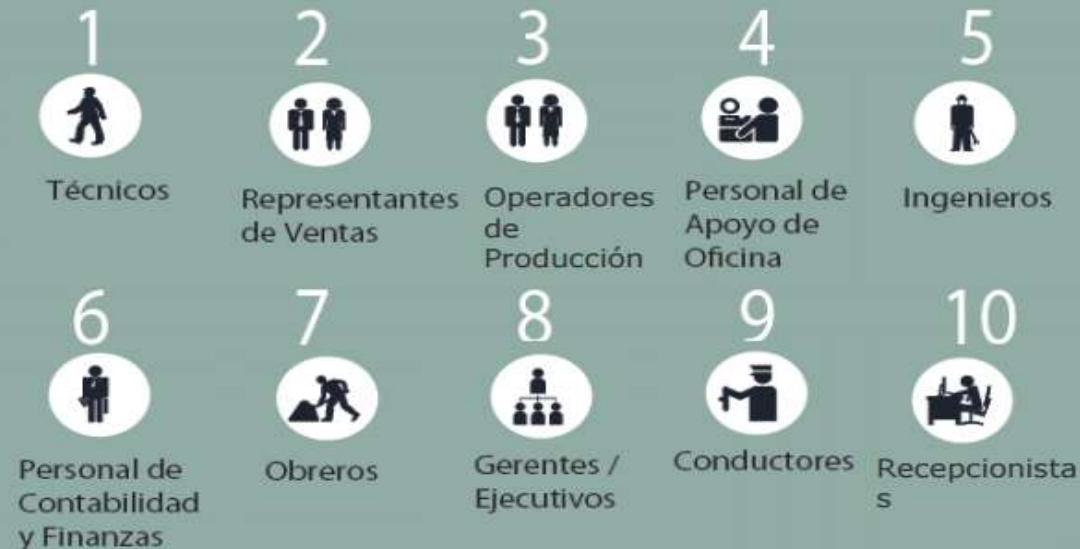 1
2
3
4
5
Técnicos
Representantes
de Ventas
Operadores
de
Producción
Personal de
Apoyo de
Oficina
Ingenieros
6
7
8
9
10
Personal de
Contabilidad
y Finanzas
Obreros
Gerentes /
Ejecutivos
Conductores
Recepcionista
s